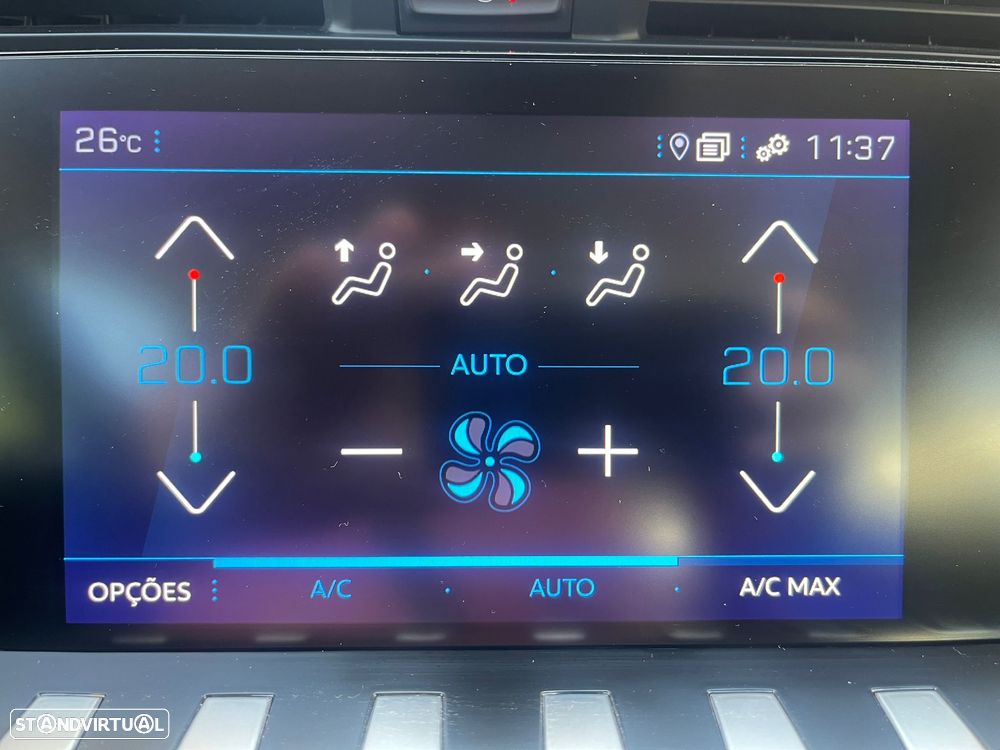 26°C
11:37
20.0
AUTO
20.0
OPÇÕES
A/C
AUTO
A/C MAX
STANDVIRTUAL